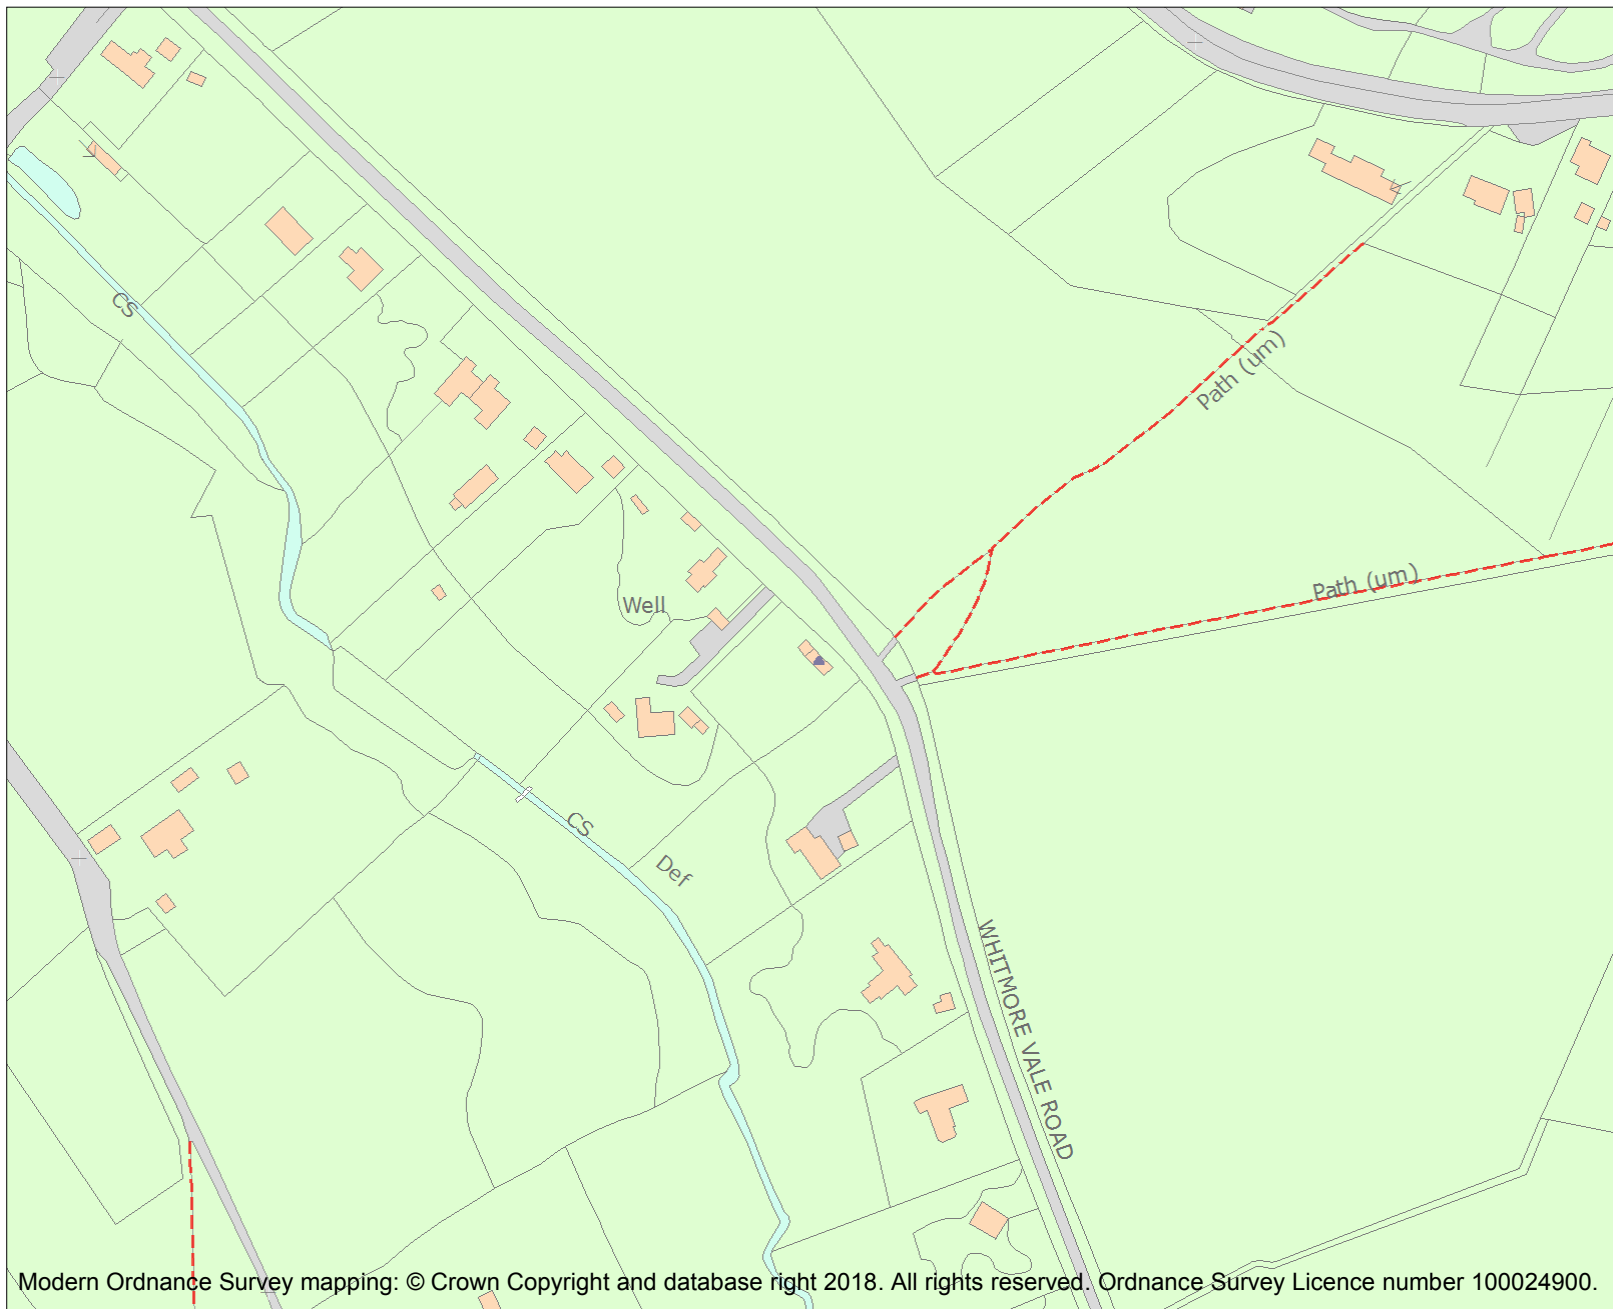 CS
Path (um)
Path (um)
Well
CS
Def
WHITMORE VALE ROAD
Modern Ordnance Survey mapping: © Crown Copyright and database right 2018. All rights reserved. Ordnance Survey Licence number 100024900.